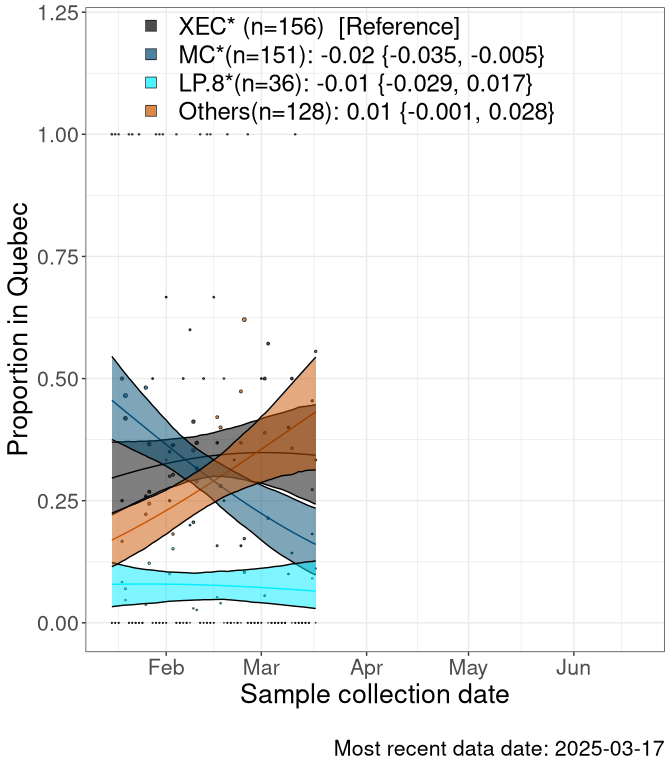 XEC* (n=156)  [Reference]
MC*(n=151): -0.02 {-0.035, -0.005}
LP.8*(n=36): -0.01 {-0.029, 0.017}
Others(n=128): 0.01 {-0.001, 0.028}
1.25
1.00
0.75
0.50
0.25
0.00
Proportion in Quebec
Feb Mar Apr May Jun
Sample collection date
Most recent data date: 2025-03-17